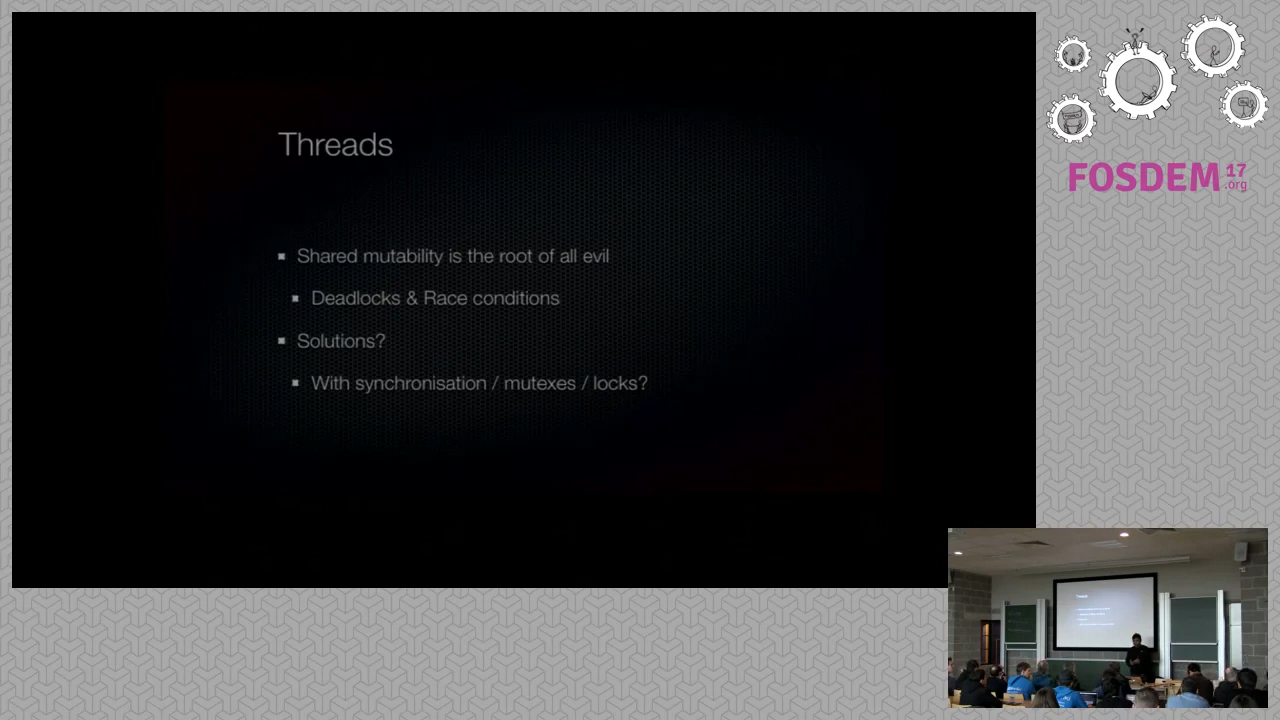 Threads
Shared mutability is the root of all evil
Deadlocks & Race conditions
Solutions?
With synchronisation / mutexes / locks?
FOSDEM 17
.org
Threads